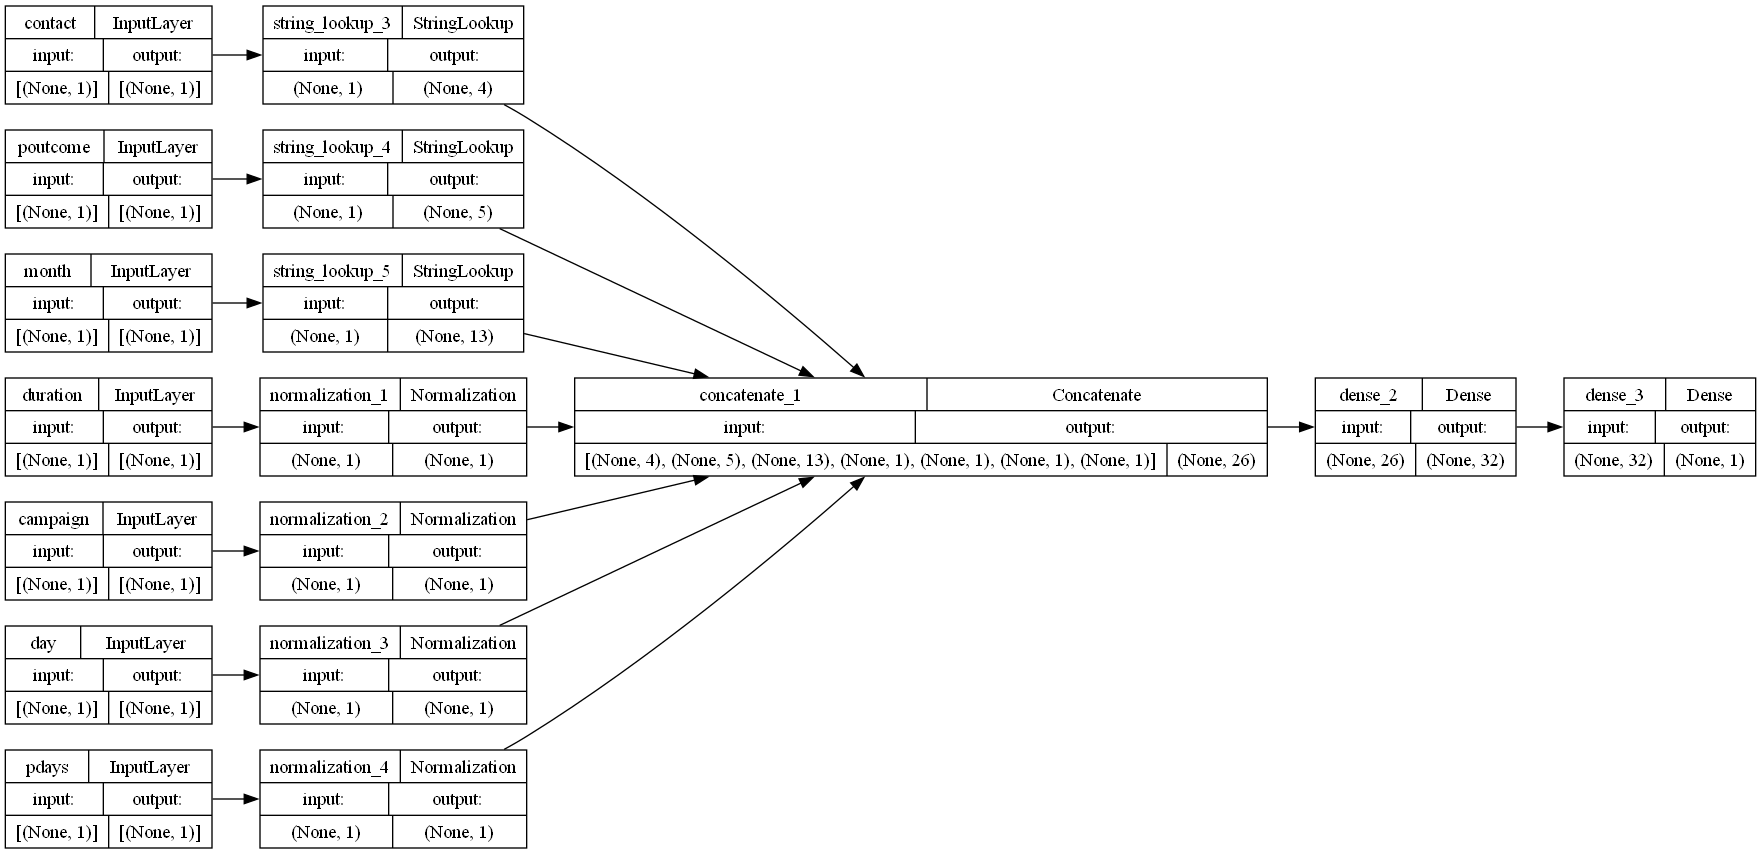 contact InputLayer
input: output:
[(None, 1)] [(None, 1)]
string_lookup_3 StringLookup
input: output:
(None, 1) (None, 4)
poutcome InputLayer
input: output:
[(None, 1)] [(None, 1)]
string_lookup_4 StringLookup
input: output:
(None, 1) (None, 5)
month InputLayer
input: output:
[(None, 1)] [(None, 1)]
string_lookup_5 StringLookup
input: output:
(None, 1) (None, 13)
duration InputLayer
input: output:
[(None, 1)] [(None, 1)]
normalization_1 Normalization
input: output:
(None, 1) (None, 1)
concatenate_1 Concatenate
input: output:
[(None, 4), (None, 5), (None, 13), (None, 1), (None, 1), (None, 1), (None, 1)] (None, 26)
dense_2 Dense
input: output:
(None, 26) (None, 32)
dense_3 Dense
input: output:
(None, 32) (None, 1)
campaign InputLayer
input: output:
[(None, 1)] [(None, 1)]
normalization_2 Normalization
input: output:
(None, 1) (None, 1)
day InputLayer
input: output:
[(None, 1)] [(None, 1)]
normalization_3 Normalization
input: output:
(None, 1) (None, 1)
pdays InputLayer
input: output:
[(None, 1)] [(None, 1)]
normalization_4 Normalization
input: output:
(None, 1) (None, 1)